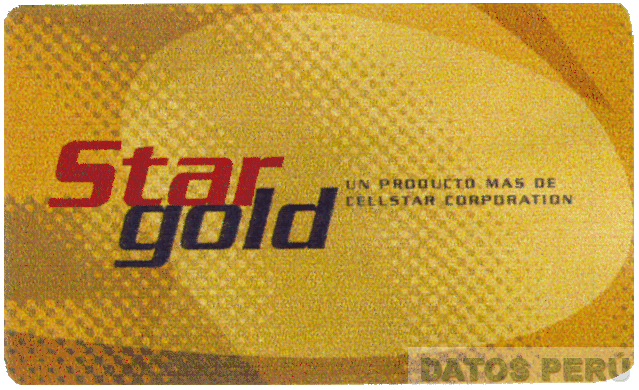 Star
gold
UN PRODUCTO MAS DE
CELLSTAR CORPORATION
DATOS PERÚ